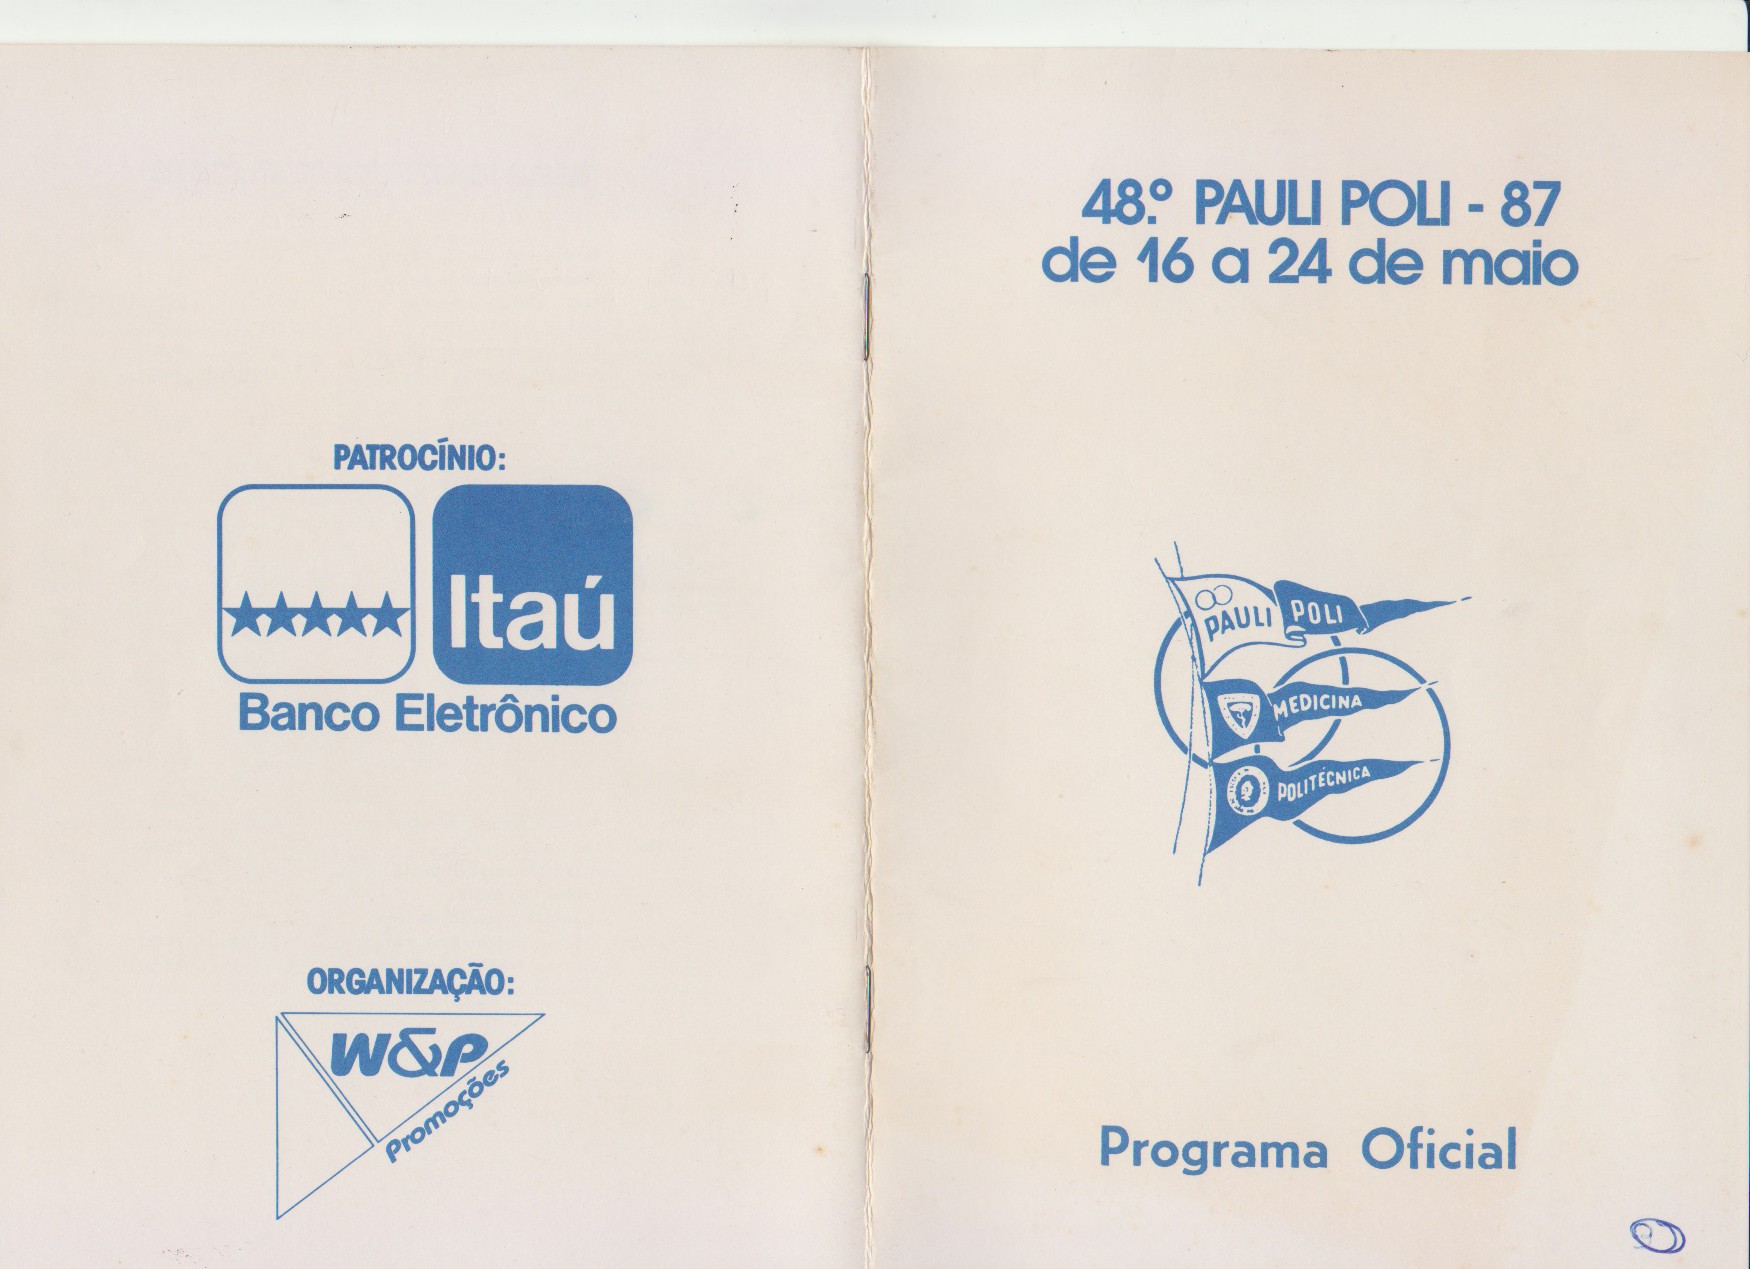 PATROCÍNIO:
Itaú
Banco Eletrônico
ORGANIZAÇÃO:
W&P
Promoções
48.º PAULI POLI - 87
de 16 a 24 de maio
PAULI POLI
MEDICINA
POLITÉCNICA
Programa Oficial